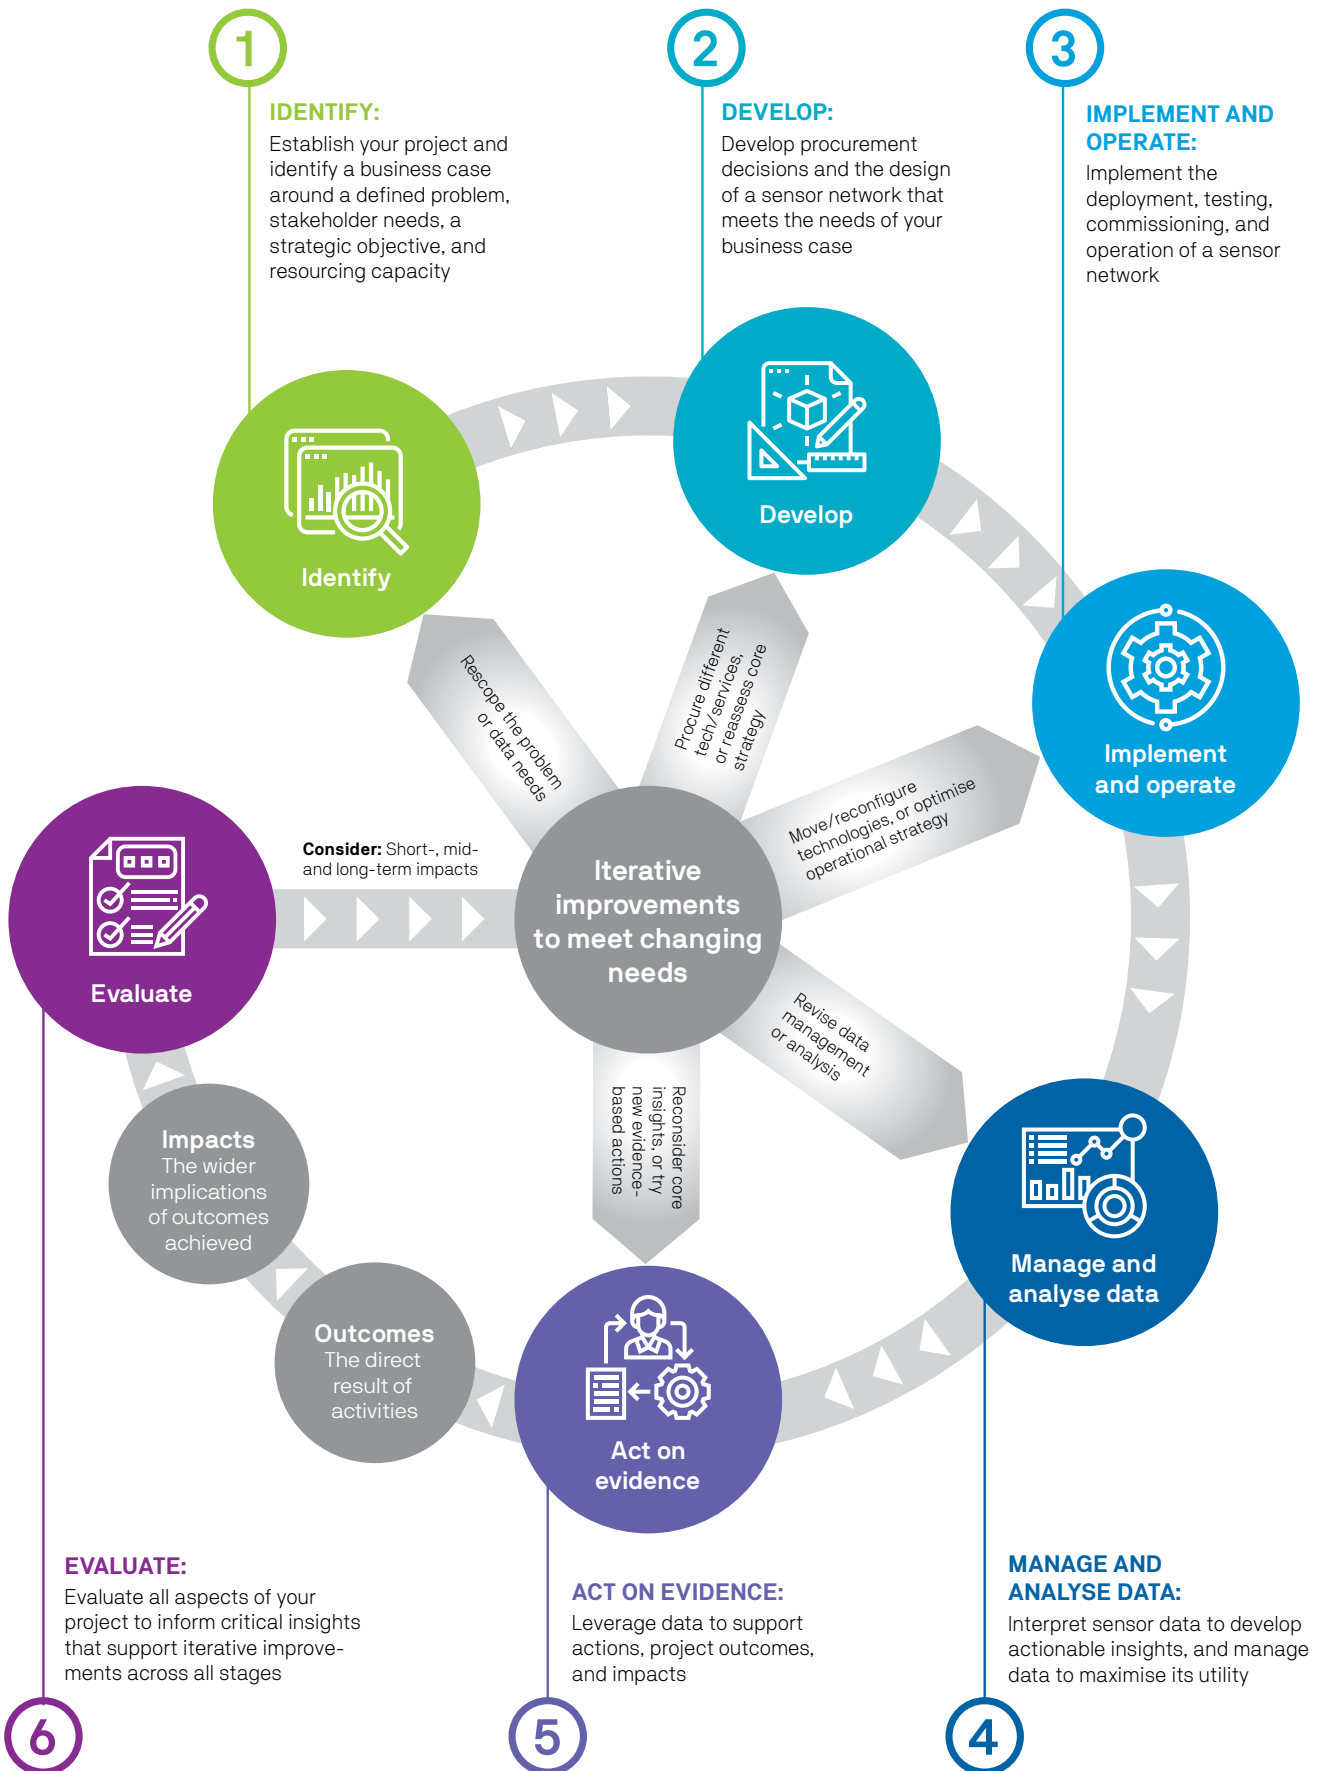 1
IDENTIFY:
Establish your project and
identify a business case
around a defined problem,
stakeholder needs, a
strategic objective, and
resourcing capacity
2
DEVELOP:
Develop procurement
decisions and the design
of a sensor network that
meets the needs of your
business case
3
IMPLEMENT AND
OPERATE:
Implement the
deployment, testing,
commissioning, and
operation of a sensor
network
Identify
Develop
Implement
and operate
Rescope the problem
or data needs
Procure different
tech/services,
or reassess core
strategy
Move/reconfigure
technologies, or optimise
operational strategy
Evaluate
Consider: Short-, mid-
and long-term impacts
Iterative
improvements
to meet changing
needs
Revise data
management
or analysis
Reconsider core
insights, or try
new evidence-
based actions
Impacts
The wider
implications
of outcomes
achieved
Outcomes
The direct
result of
activities
Act on
evidence
Manage and
analyse data
EVALUATE:
Evaluate all aspects of your
project to inform critical insights
that support iterative improve-
ments across all stages
6
ACT ON EVIDENCE:
Leverage data to support
actions, project outcomes,
and impacts
5
MANAGE AND
ANALYSE DATA:
Interpret sensor data to develop
actionable insights, and manage
data to maximise its utility
4